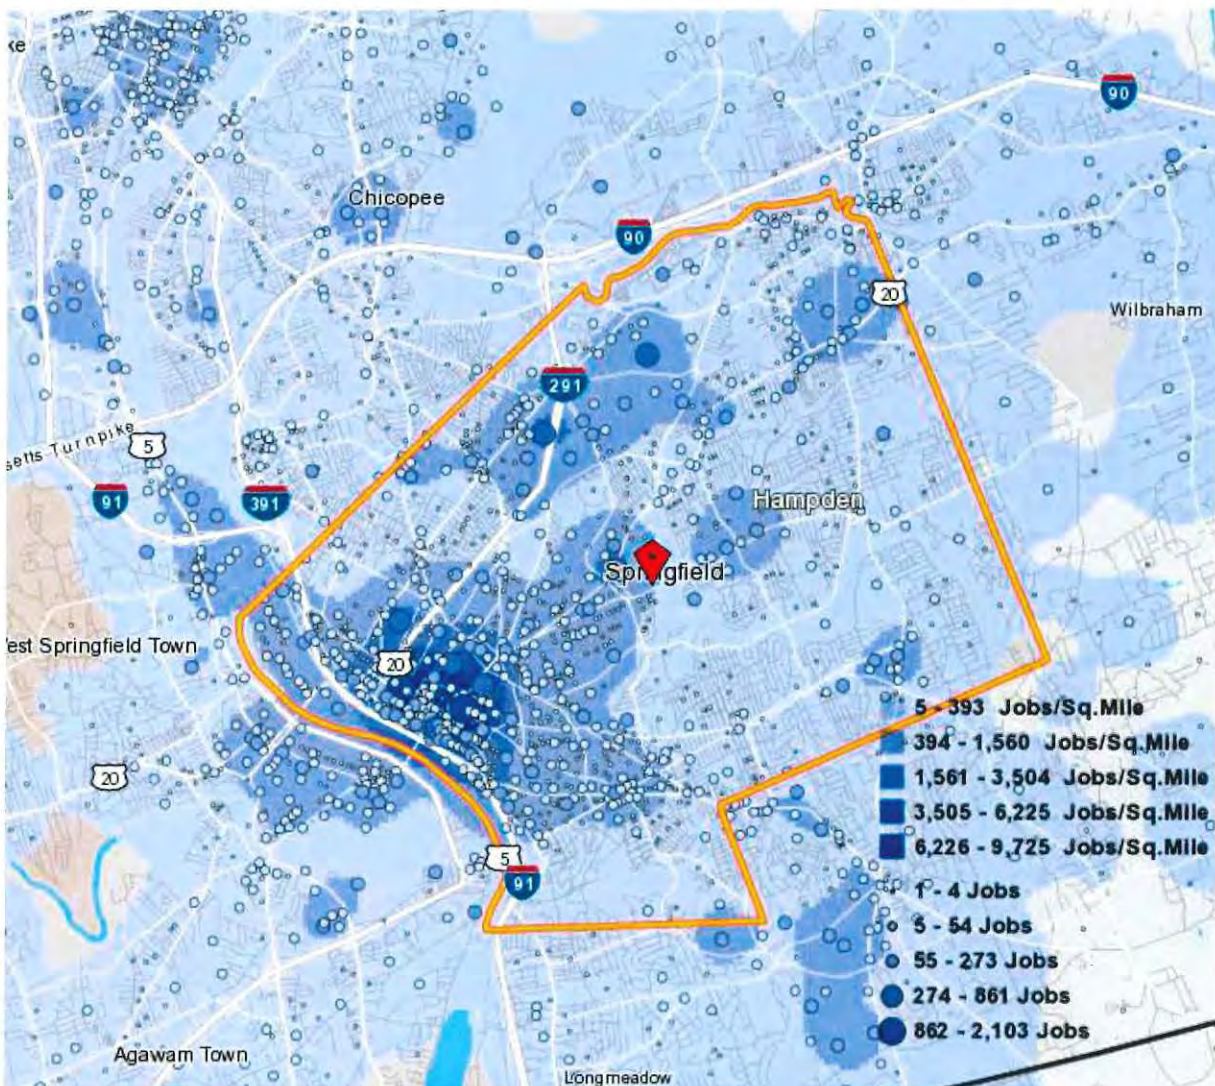 ke
90
Chicopee
90
20
Wilbraham
291
setts Turnpike
5
91
391
Hampden
Springfield
est Springfield Town
20
5 - 393 Jobs/Sq.Mile
394 - 1,560 Jobs/Sq.Mile
20
1,561 - 3,504 Jobs/Sq.Mile
3,505 - 6,225 Jobs/Sq.Mile
6,226 - 9,725 Jobs/Sq.Mile
5
91
1 - 4 Jobs
5 - 54 Jobs
55 - 273 Jobs
274 - 861 Jobs
862 - 2,103 Jobs
Agawam Town
Longmeadow